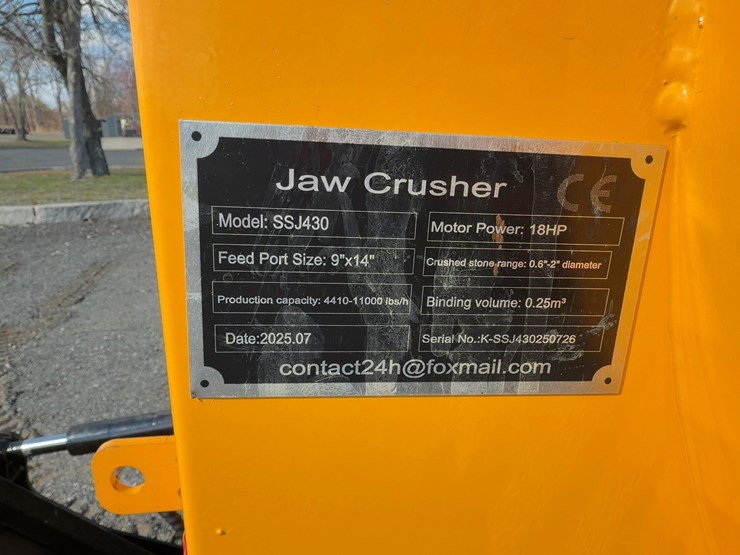 Jaw Crusher
CE
Model: SSJ430
Motor Power: 18HP
Feed Port Size: 9"x14"
Crushed stone range: 0.6"-2" diameter
Production capacity: 4410-11000 lbs/h
Binding volume: 0.25m³
Date:2025.07
Serial No.:K-SSJ430250726
contact24h@foxmail.com